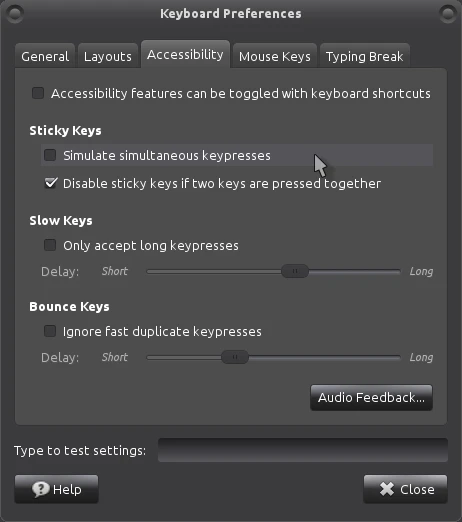 Keyboard Preferences
General Layouts Accessibility Mouse Keys Typing Break
Accessibility features can be toggled with keyboard shortcuts
Sticky Keys
Simulate simultaneous keypresses
Disable sticky keys if two keys are pressed together
Slow Keys
Only accept long keypresses
Delay: Short Long
Bounce Keys
Ignore fast duplicate keypresses
Delay: Short Long
Audio Feedback...
Type to test settings:
Help Close